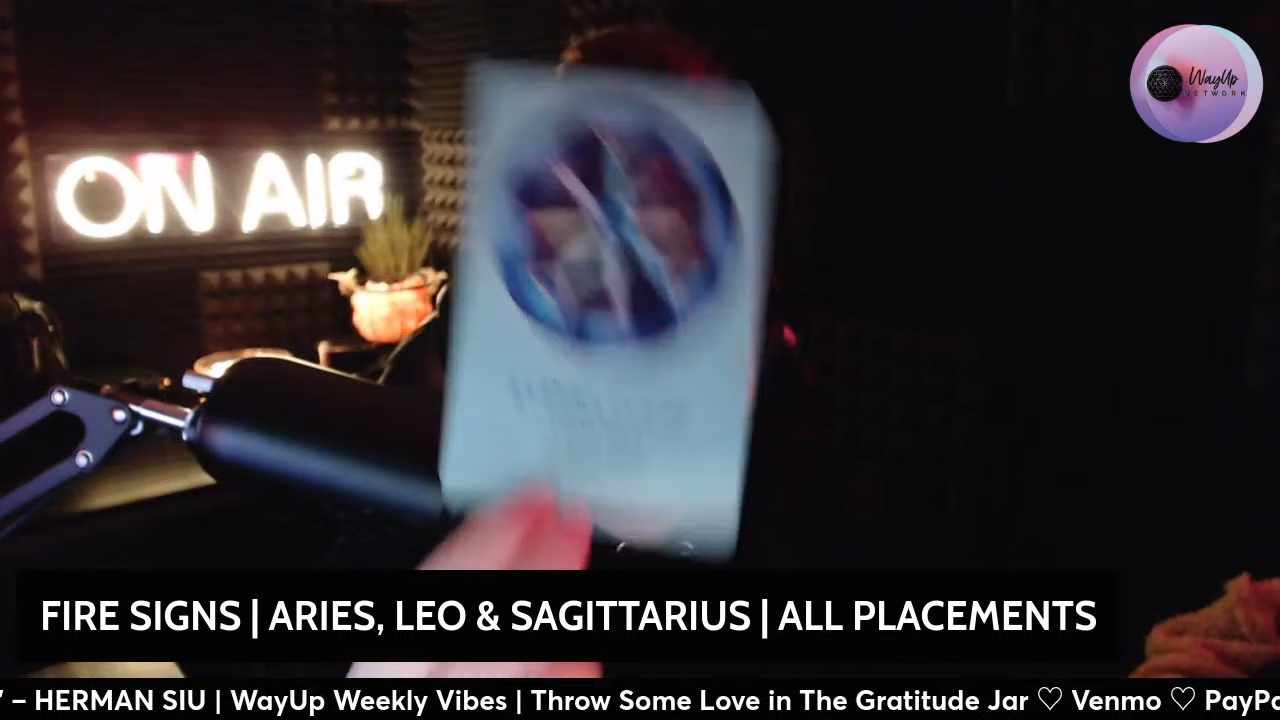 WayUp
NETWORK
ON AIR
FIRE SIGNS | ARIES, LEO & SAGITTARIUS | ALL PLACEMENTS
– HERMAN SIU | WayUp Weekly Vibes | Throw Some Love in The Gratitude Jar ♡ Venmo ♡